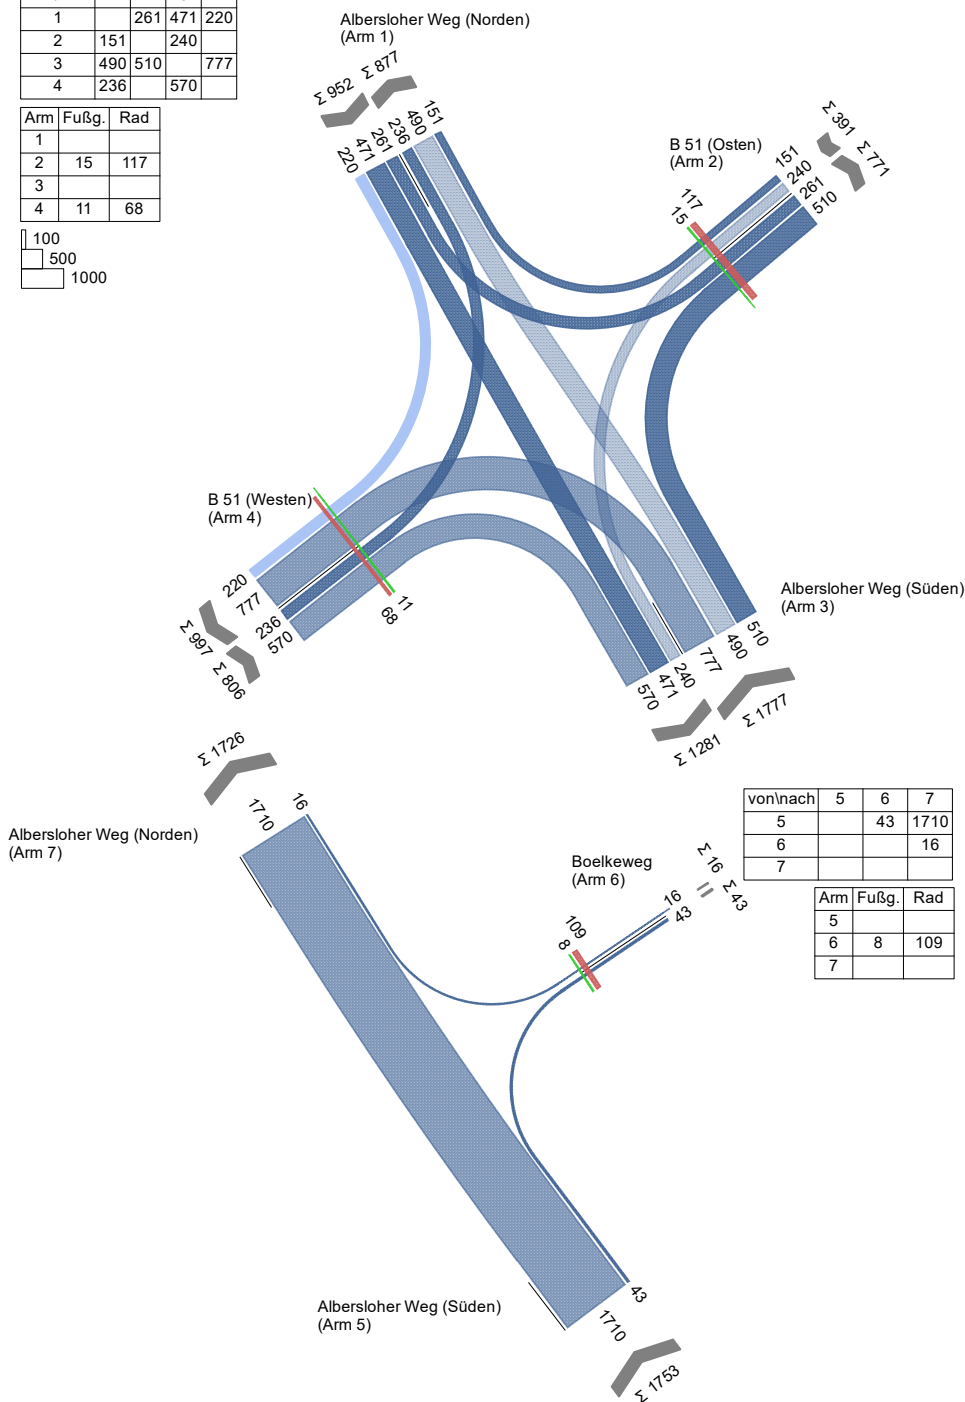 1 261 471 220
2 151 240
3 490 510 777
4 236 570
Arm Fußg. Rad
1
2 15 117
3
4 11 68
100
500
1000
Albersloher Weg (Norden)
(Arm 1)
Σ 952
Σ 877
220
471
261
236
490
151
B 51 (Osten)
(Arm 2)
Σ 391
Σ 771
151
240
261
510
117
15
B 51 (Westen)
(Arm 4)
220
777
236
570
11
68
Σ 997
Σ 806
Albersloher Weg (Süden)
(Arm 3)
570
471
240
777
490
510
Σ 1281
Σ 1777
Σ 1726
1710
16
Albersloher Weg (Norden)
(Arm 7)
von\nach 5 6 7
5 43 1710
6 16
7
Arm Fußg. Rad
5
6 8 109
7
Boelkeweg
(Arm 6)
Σ 16
Σ 43
16
43
109
8
Albersloher Weg (Süden)
(Arm 5)
43
1710
Σ 1753